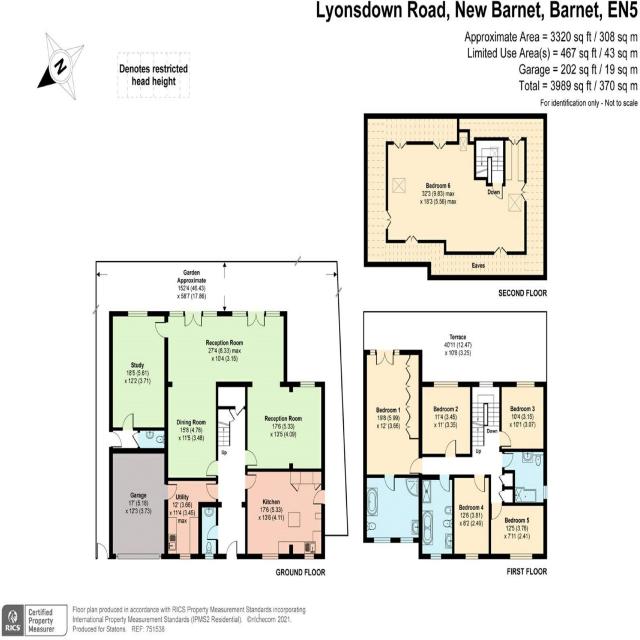 Lyonsdown Road, New Barnet, Barnet, EN5
Approximate Area = 3320 sq ft / 308 sq m
Limited Use Area(s) = 467 sq ft / 43 sq m
Garage = 202 sq ft / 19 sq m
Total = 3989 sq ft / 370 sq m
For identification only - Not to scale
N
Denotes restricted
head height
Bedroom 6
32'3 (9.83) max
x 18'3 (5.56) max
Down
Eaves
SECOND FLOOR
Garden
Approximate
152'4 (46.43)
x 58'7 (17.86)
Reception Room
27'4 (8.33) max
x 10'4 (3.15)
Study
18'5 (5.61)
x 12'2 (3.71)
Dining Room
15'8 (4.78)
x 11'5 (3.48)
Reception Room
17'6 (5.33)
x 13'5 (4.09)
Up
Garage
17' (5.18)
x 12'3 (3.73)
Utility
12' (3.66)
x 11'4 (3.45)
max
Kitchen
17'6 (5.33)
x 13'6 (4.11)
GROUND FLOOR
Terrace
40'11 (12.47)
x 10'8 (3.25)
Bedroom 1
19'8 (5.99)
x 12' (3.66)
Bedroom 2
11'4 (3.45)
x 11' (3.35)
Down
Up
Bedroom 3
10'4 (3.15)
x 10'1 (3.07)
Bedroom 4
12'6 (3.81)
x 8'2 (2.49)
Bedroom 5
12'5 (3.78)
x 7'11 (2.41)
FIRST FLOOR
RICS
Certified
Property
Measurer
Floor plan produced in accordance with RICS Property Measurement Standards incorporating
International Property Measurement Standards (IPMS2 Residential). ©nichecom 2021.
Produced for Statons. REF: 751538